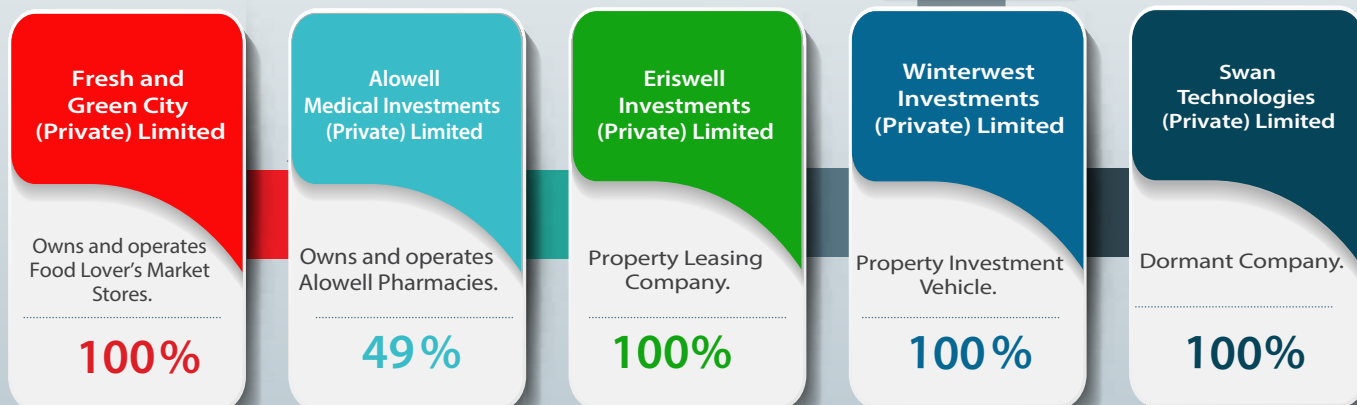 Fresh and
Green City
(Private) Limited
Owns and operates
Food Lover's Market
Stores.
100%
Alowell
Medical Investments
(Private) Limited
Owns and operates
Alowell Pharmacies.
49%
Eriswell
Investments
(Private) Limited
Property Leasing
Company.
100%
Winterwest
Investments
(Private) Limited
Property Investment
Vehicle.
100%
Swan
Technologies
(Private) Limited
Dormant Company.
100%